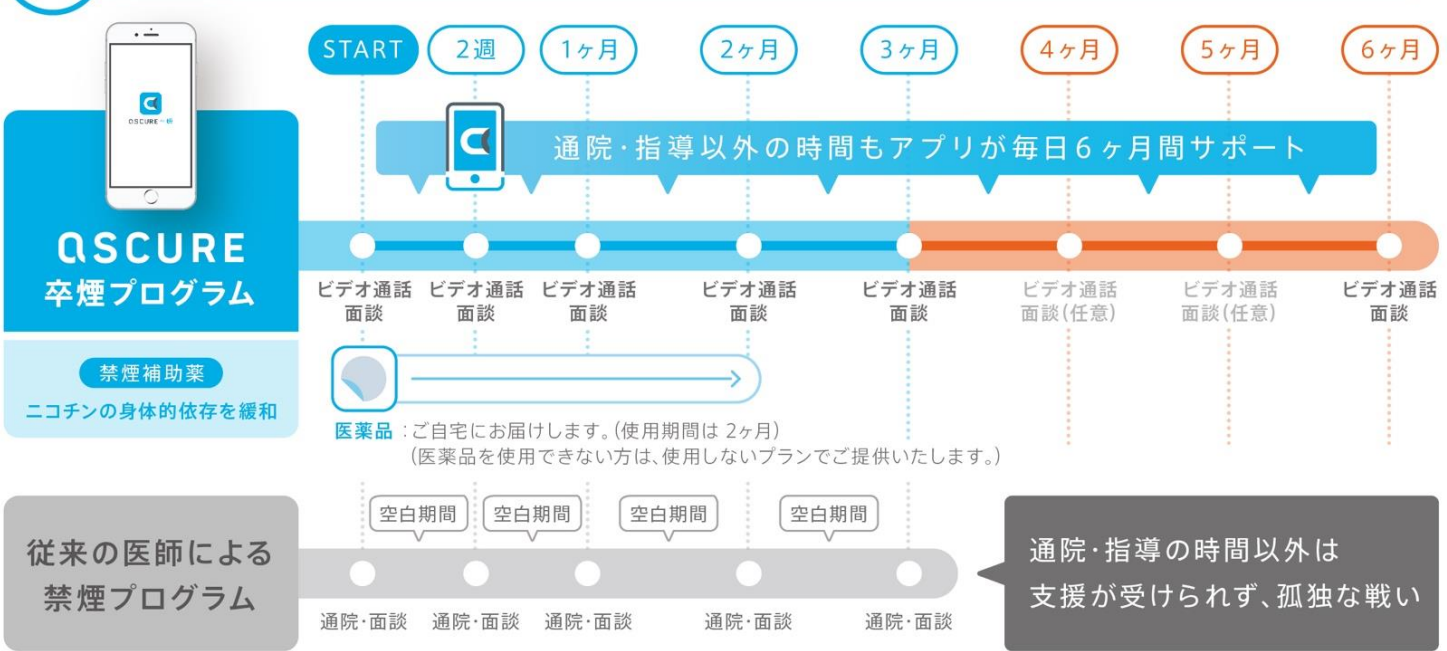 START
2週
1ヶ月
2ヶ月
3ヶ月
4ヶ月
5ヶ月
6ヶ月
通院・指導以外の時間もアプリが毎日6ヶ月間サポート
ASCURE
卒煙プログラム
ビデオ通話
面談
ビデオ通話
面談
ビデオ通話
面談
ビデオ通話
面談
ビデオ通話
面談
ビデオ通話
面談(任意)
ビデオ通話
面談(任意)
ビデオ通話
面談
禁煙補助薬
ニコチンの身体的依存を緩和
医薬品:ご自宅にお届けします。(使用期間は 2ヶ月)
(医薬品を使用できない方は、使用しないプランでご提供いたします。)
従来の医師による
禁煙プログラム
空白期間
空白期間
空白期間
空白期間
通院・面談
通院・面談
通院・面談
通院・面談
通院・面談
通院・指導の時間以外は
支援が受けられず、孤独な戦い